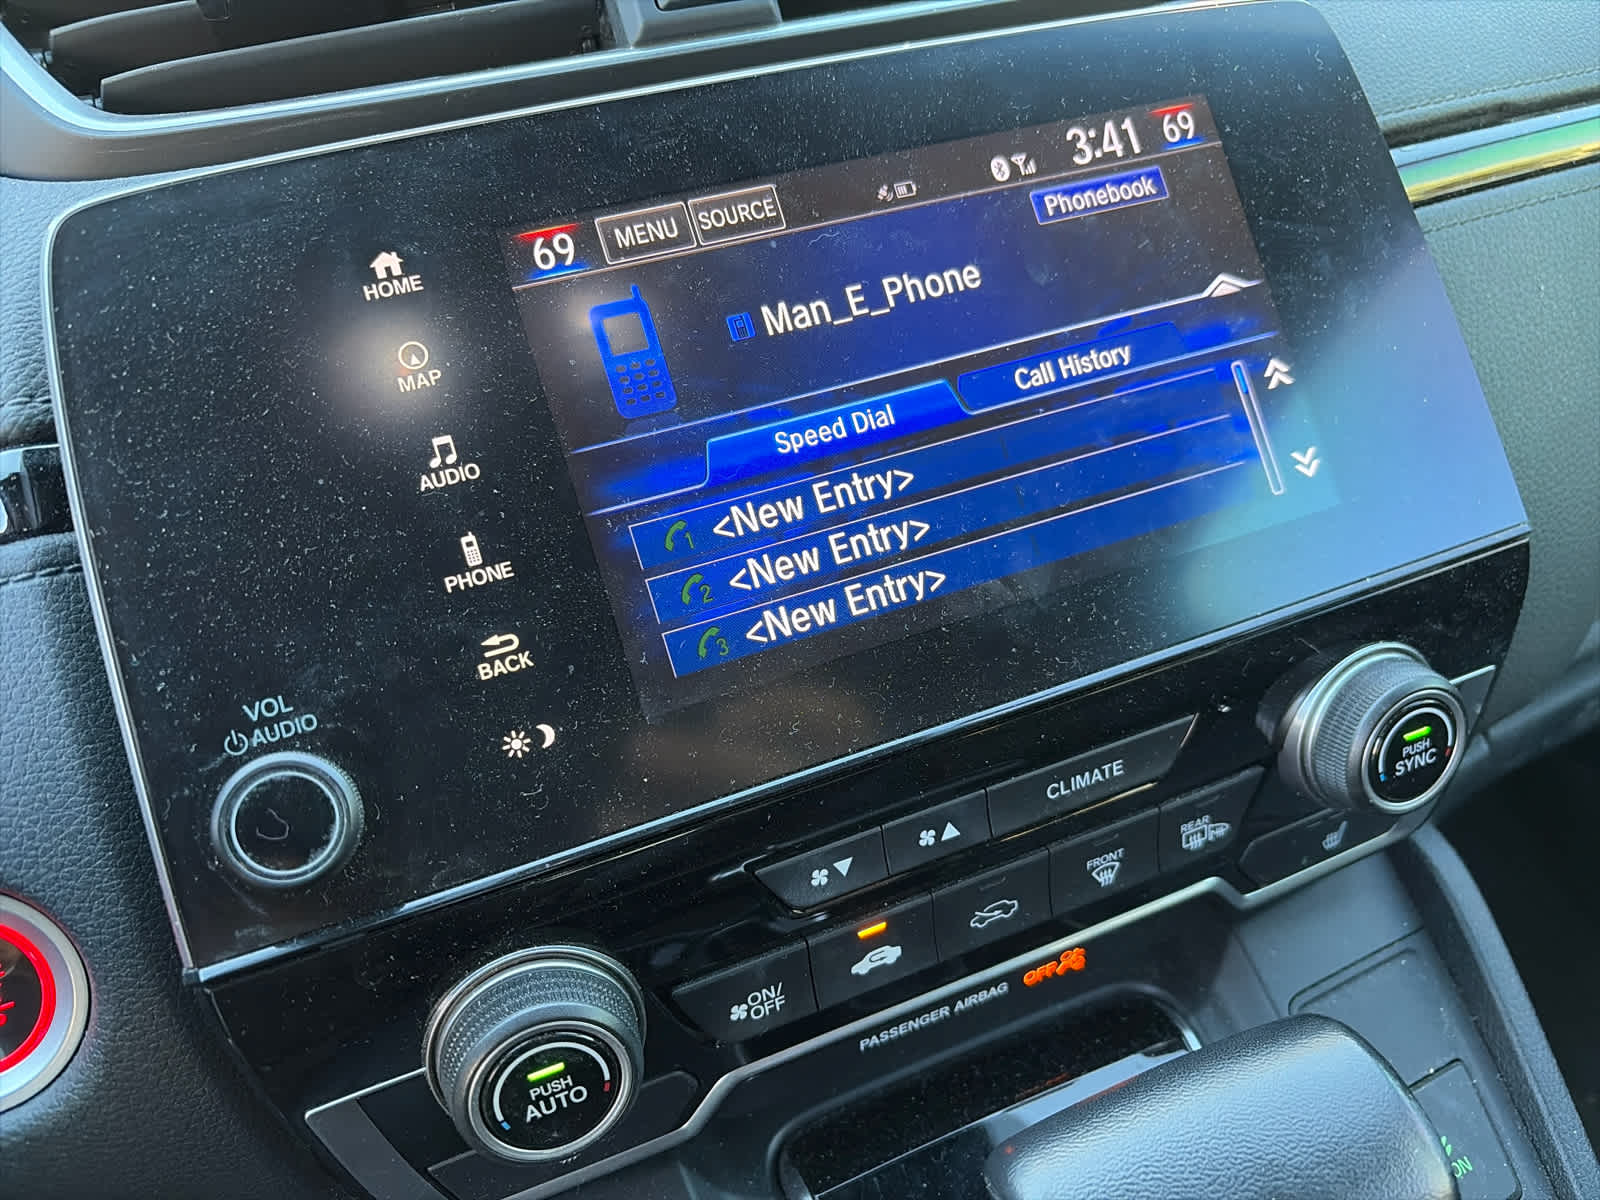 69 MENU SOURCE 3:41 69
Phonebook
Man_E_Phone
Speed Dial Call History
1 <New Entry>
2 <New Entry>
3 <New Entry>
HOME
MAP
AUDIO
PHONE
BACK
VOL
AUDIO
CLIMATE
PUSH
SYNC
FRONT
REAR
ON/
OFF
PASSENGER AIRBAG OFF
PUSH
AUTO
ON